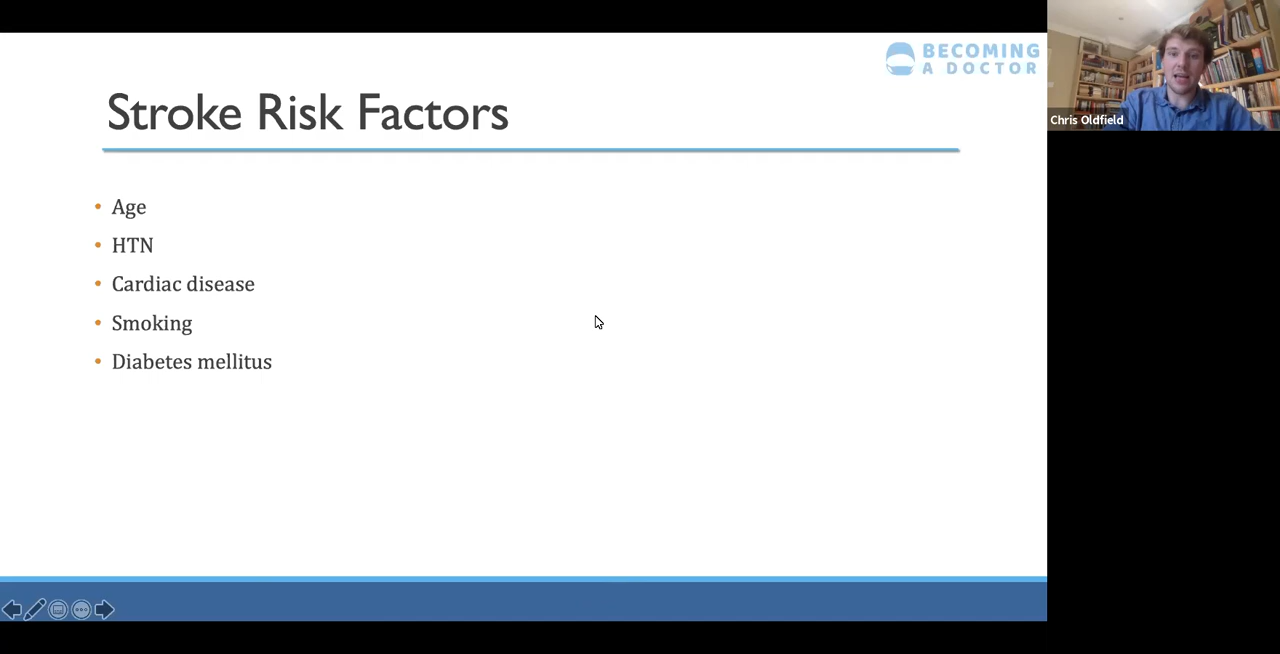 BECOMING
A DOCTOR
Stroke Risk Factors
Age
HTN
Cardiac disease
Smoking
Diabetes mellitus
Chris Oldfield